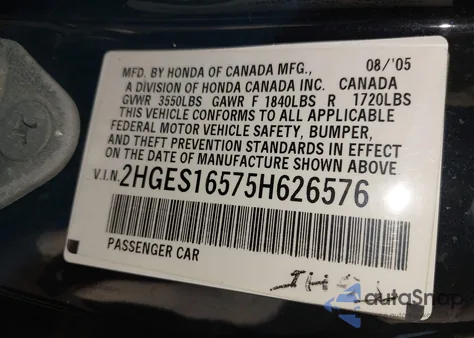 MFD. BY HONDA OF CANADA MFG., 08/'05
A DIVISION OF HONDA CANADA INC. CANADA
GVWR 3550LBS GAWR F 1840LBS R 1720LBS
THIS VEHICLE CONFORMS TO ALL APPLICABLE
FEDERAL MOTOR VEHICLE SAFETY, BUMPER,
AND THEFT PREVENTION STANDARDS IN EFFECT
ON THE DATE OF MANUFACTURE SHOWN ABOVE
V.I.N. 2HGES16575H626576
PASSENGER CAR
autoSnap